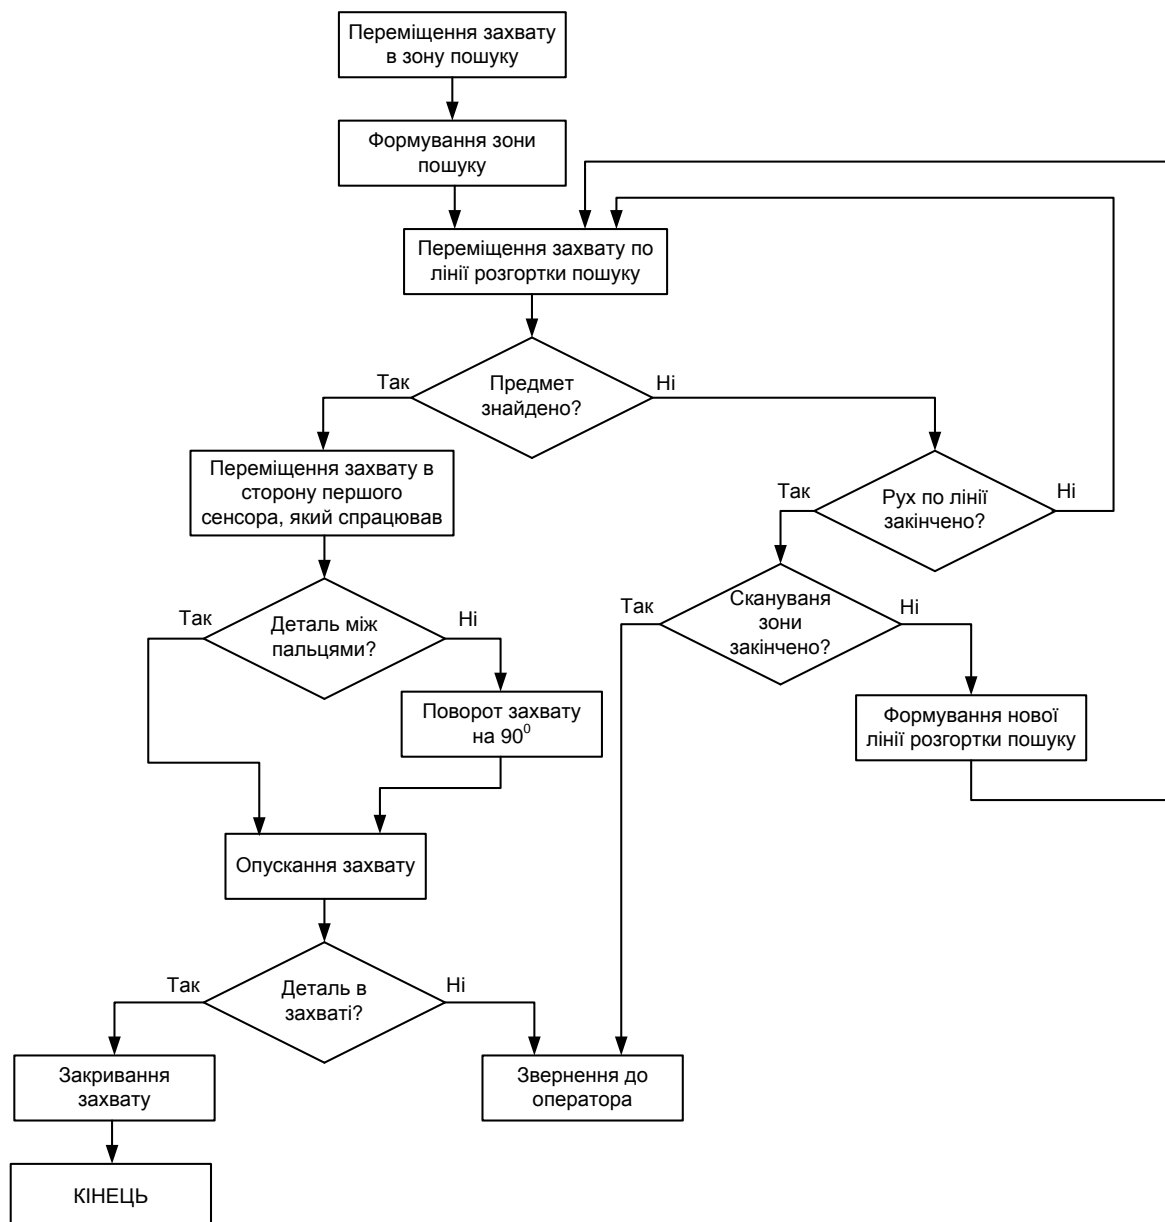 Переміщення захвату
в зону пошуку
Формування зони
пошуку
Переміщення захвату по
лінії розгортки пошуку
Так
Предмет
знайдено?
Ні
Переміщення захвату в
сторону першого
сенсора, який спрацював
Так
Рух по лінії
закінчено?
Ні
Так
Деталь між
пальцями?
Ні
Так
Скануваня
зони
закінчено?
Ні
Поворот захвату
на 90⁰
Формування нової
лінії розгортки пошуку
Опускання захвату
Так
Деталь в
захваті?
Ні
Закривання
захвату
Звернення до
оператора
КІНЕЦЬ